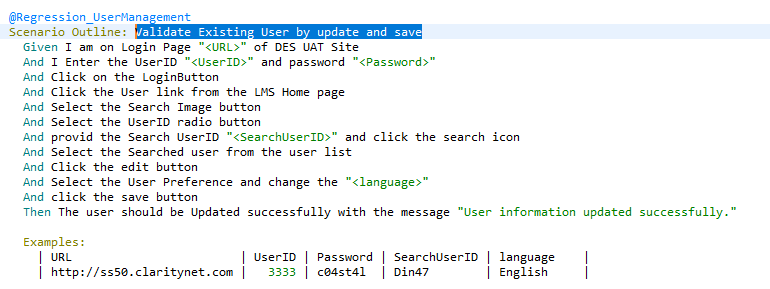 @Regression_UserManagement
Scenario Outline: Validate Existing User by update and save
Given I am on Login Page "<URL>" of DES UAT Site
And I Enter the UserID "<UserID>" and password "<Password>"
And Click on the LoginButton
And Click the User link from the LMS Home page
And Select the Search Image button
And Select the UserID radio button
And provid the Search UserID "<SearchUserID>" and click the search icon
And Select the Searched user from the user list
And Click the edit button
And Select the User Preference and change the "<language>"
And click the save button
Then The user should be Updated successfully with the message "User information updated successfully."
Examples:
| URL | UserID | Password | SearchUserID | language |
| http://ss50.claritynet.com | 3333 | c04st4l | Din47 | English |